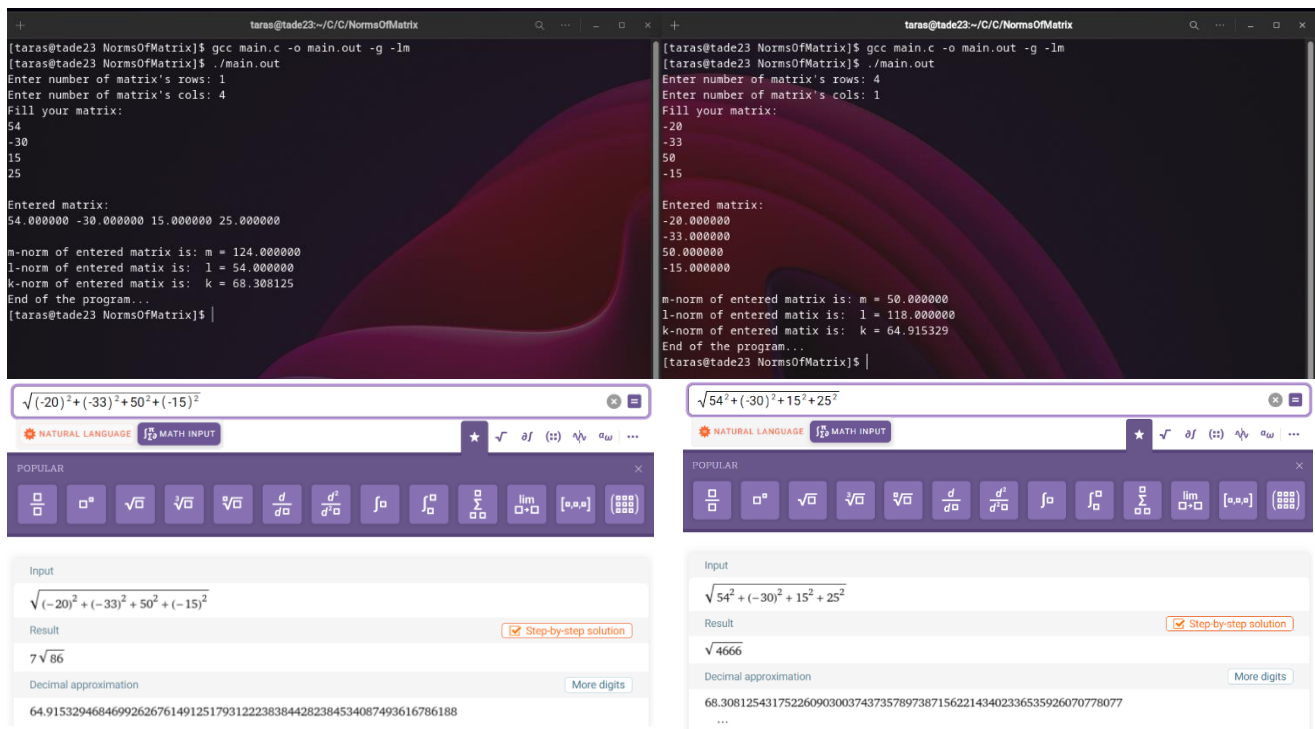 taras@tade23:~/C/C/NormsOfMatrix
[taras@tade23 NormsOfMatrix]$ gcc main.c -o main.out -g -lm
[taras@tade23 NormsOfMatrix]$ ./main.out
Enter number of matrix's rows: 1
Enter number of matrix's cols: 4
Fill your matrix:
54
-30
15
25
Entered matrix:
54.000000 -30.000000 15.000000 25.000000
m-norm of entered matrix is: m = 124.000000
l-norm of entered matix is:  l = 54.000000
k-norm of entered matix is:  k = 68.308125
End of the program...
[taras@tade23 NormsOfMatrix]$
taras@tade23:~/C/C/NormsOfMatrix
[taras@tade23 NormsOfMatrix]$ gcc main.c -o main.out -g -lm
[taras@tade23 NormsOfMatrix]$ ./main.out
Enter number of matrix's rows: 4
Enter number of matrix's cols: 1
Fill your matrix:
-20
-33
50
-15
Entered matrix:
-20.000000
-33.000000
50.000000
-15.000000
m-norm of entered matrix is: m = 50.000000
l-norm of entered matix is:  l = 118.000000
k-norm of entered matix is:  k = 64.915329
End of the program...
[taras@tade23 NormsOfMatrix]$
√((-20)²+(-33)²+50²+(-15)²)
NATURAL LANGUAGE ∫Σ∂π MATH INPUT ★ √▫ ∂∫ (::) αω ...
POPULAR
▫/▫ ▫▫ √▫ ∛▫ ▫√▫ d/d▫ d²/d²▫ ∫▫ ∫▫▫ Σ▫ lim ▫→▫ [▫,▫,▫]
Input
√((−20)² + (−33)² + 50² + (−15)²)
Result Step-by-step solution
7√86
Decimal approximation More digits
64.915329468469926267614912517931222383844282384534087493616786188
√(54²+(-30)²+15²+25²)
NATURAL LANGUAGE ∫Σ∂π MATH INPUT ★ √▫ ∂∫ (::) αω ...
POPULAR
▫/▫ ▫▫ √▫ ∛▫ ▫√▫ d/d▫ d²/d²▫ ∫▫ ∫▫▫ Σ▫ lim ▫→▫ [▫,▫,▫]
Input
√(54² + (−30)² + 15² + 25²)
Result Step-by-step solution
√4666
Decimal approximation More digits
68.308125431752260903003743735789738715622143402336535926070778077
...